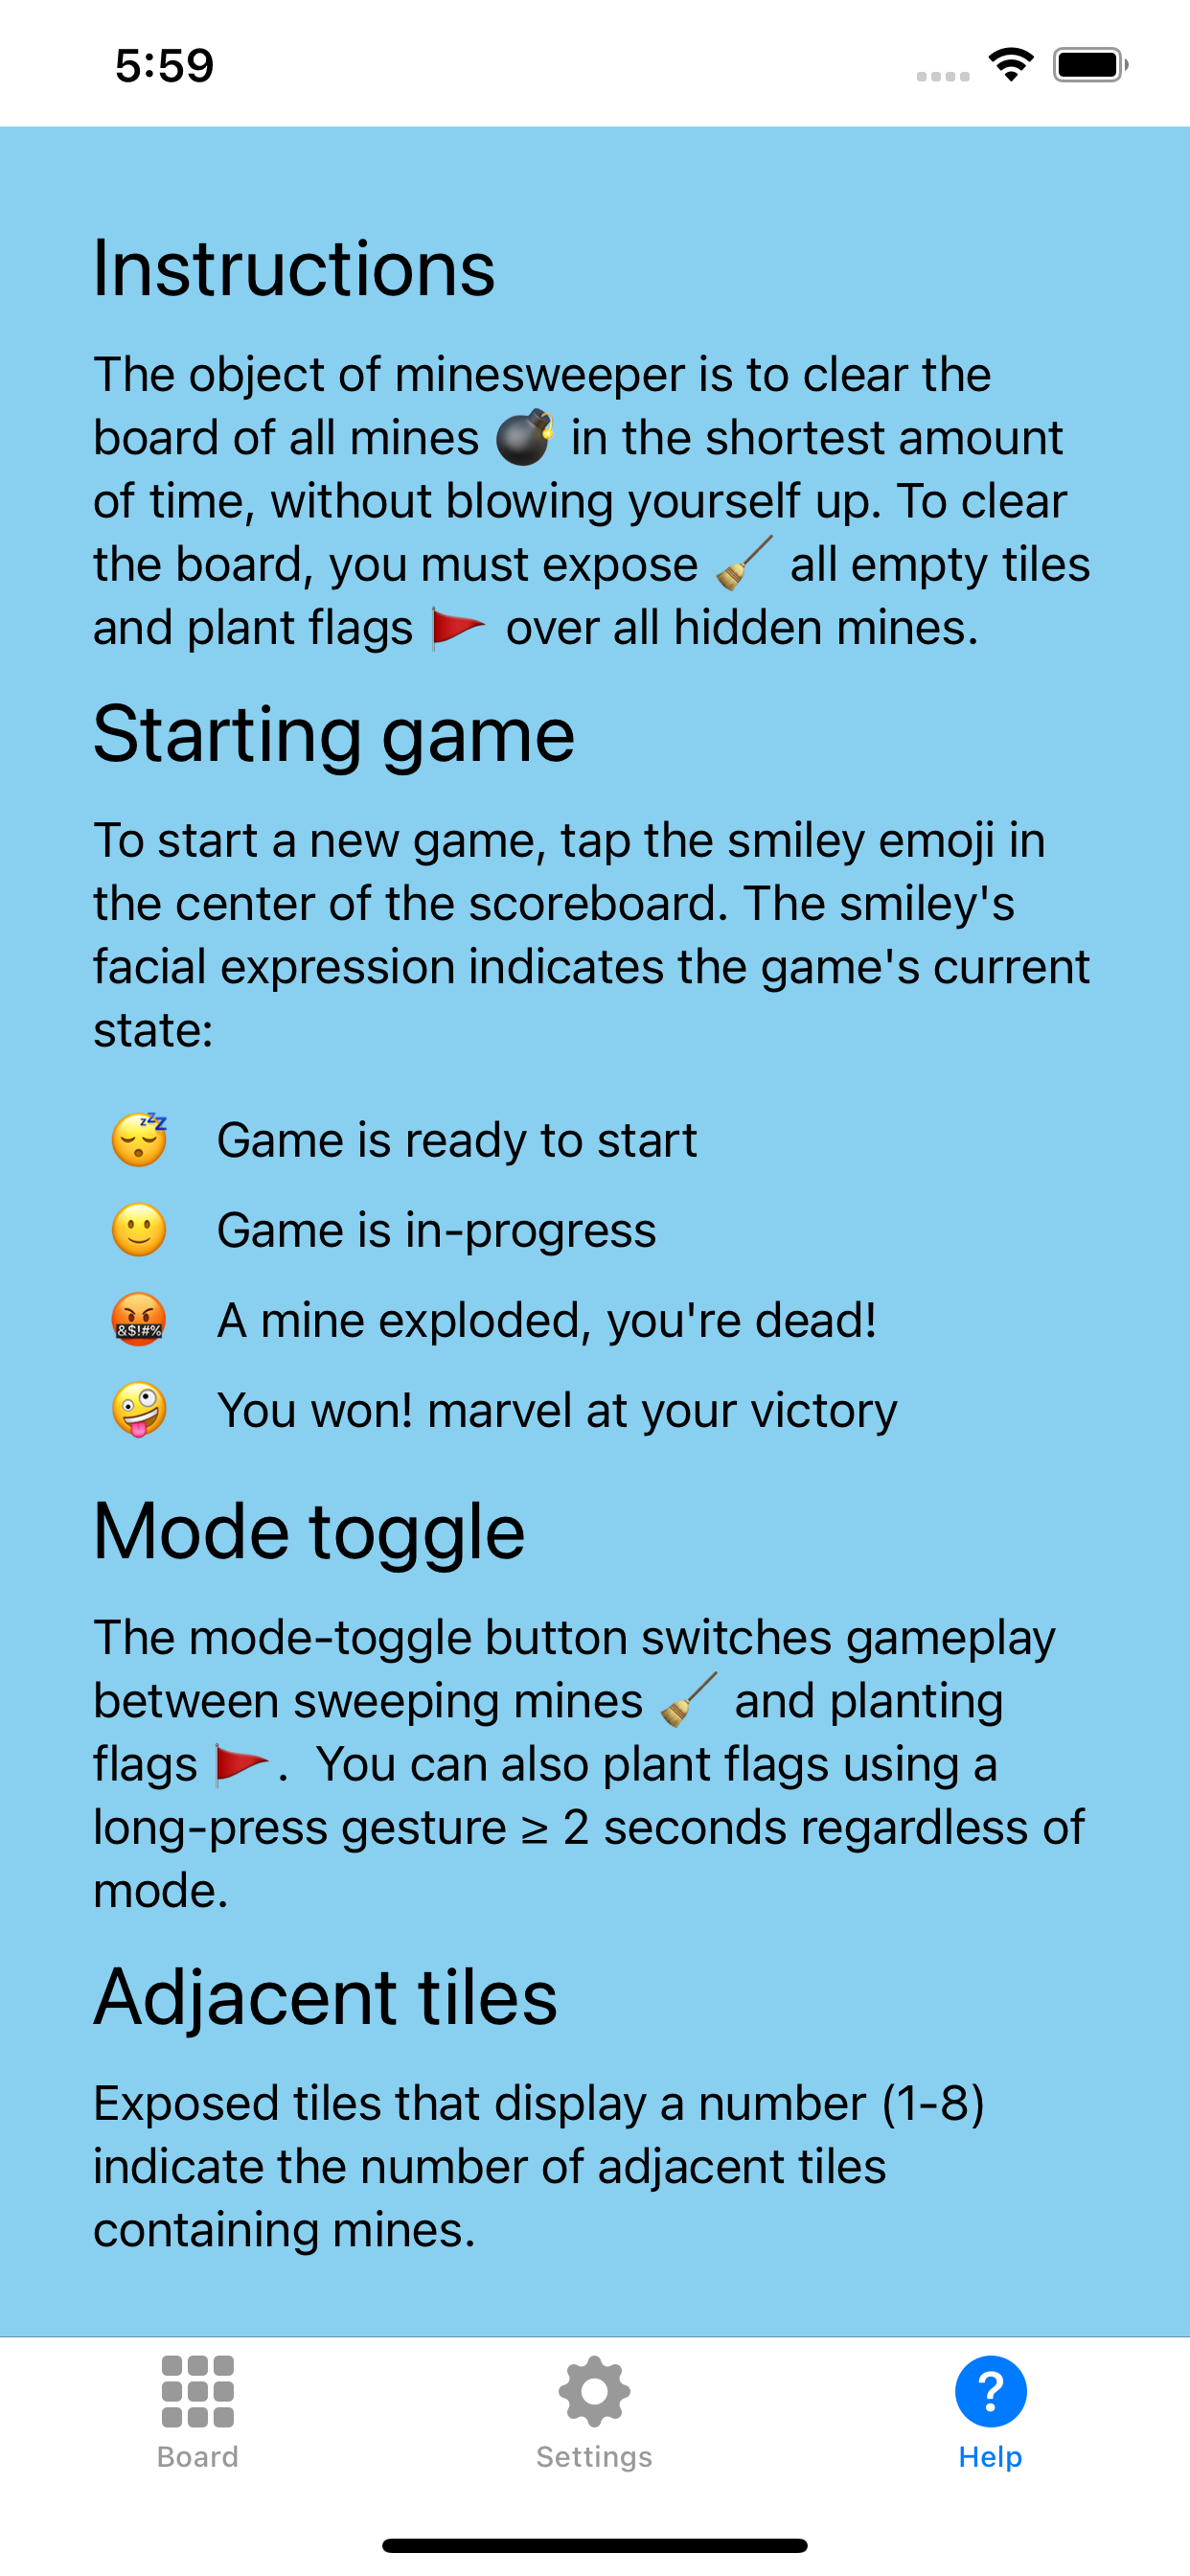 5:59
Instructions
The object of minesweeper is to clear the
board of all mines 💣 in the shortest amount
of time, without blowing yourself up. To clear
the board, you must expose 🧹 all empty tiles
and plant flags 🚩 over all hidden mines.
Starting game
To start a new game, tap the smiley emoji in
the center of the scoreboard. The smiley's
facial expression indicates the game's current
state:
😴 Game is ready to start
🙂 Game is in-progress
🤬 A mine exploded, you're dead!
🤪 You won! marvel at your victory
Mode toggle
The mode-toggle button switches gameplay
between sweeping mines 🧹 and planting
flags 🚩.  You can also plant flags using a
long-press gesture ≥ 2 seconds regardless of
mode.
Adjacent tiles
Exposed tiles that display a number (1-8)
indicate the number of adjacent tiles
containing mines.
Board
Settings
Help